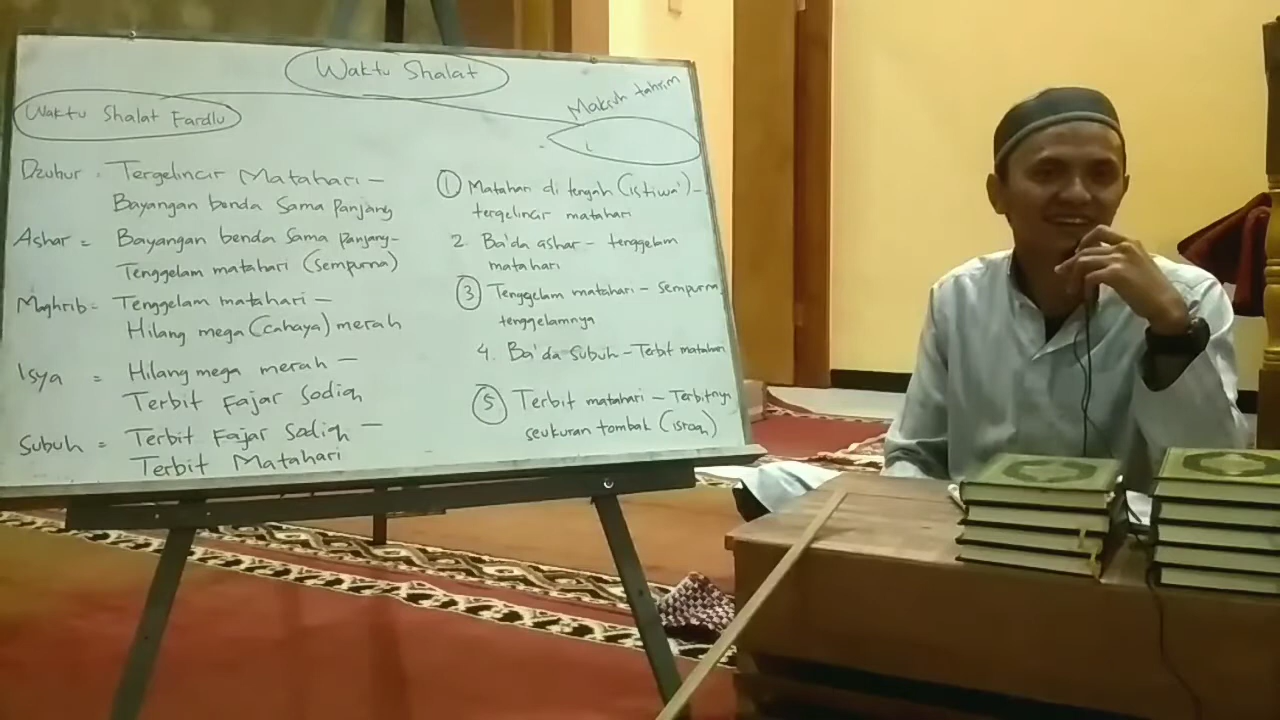 Waktu Shalat
Waktu Shalat Fardlu
Dzuhur = Tergelincir Matahari -
Bayangan benda Sama Panjang
Ashar = Bayangan benda Sama Panjang -
Tenggelam matahari (sempurna)
Maghrib = Tenggelam matahari -
Hilang mega (cahaya) merah
Isya = Hilang mega merah -
Terbit Fajar Sodiq
Subuh = Terbit Fajar Sodiq -
Terbit Matahari
Makruh tahrim
1 Matahari di tengah (istiwa') -
tergelincir matahari
2. Ba'da ashar - tenggelam
matahari
3 Tenggelam matahari - Sempurna
tenggelamnya
4. Ba'da Subuh - Terbit matahari
5 Terbit matahari - Terbitnya
seukuran tombak (isroq)